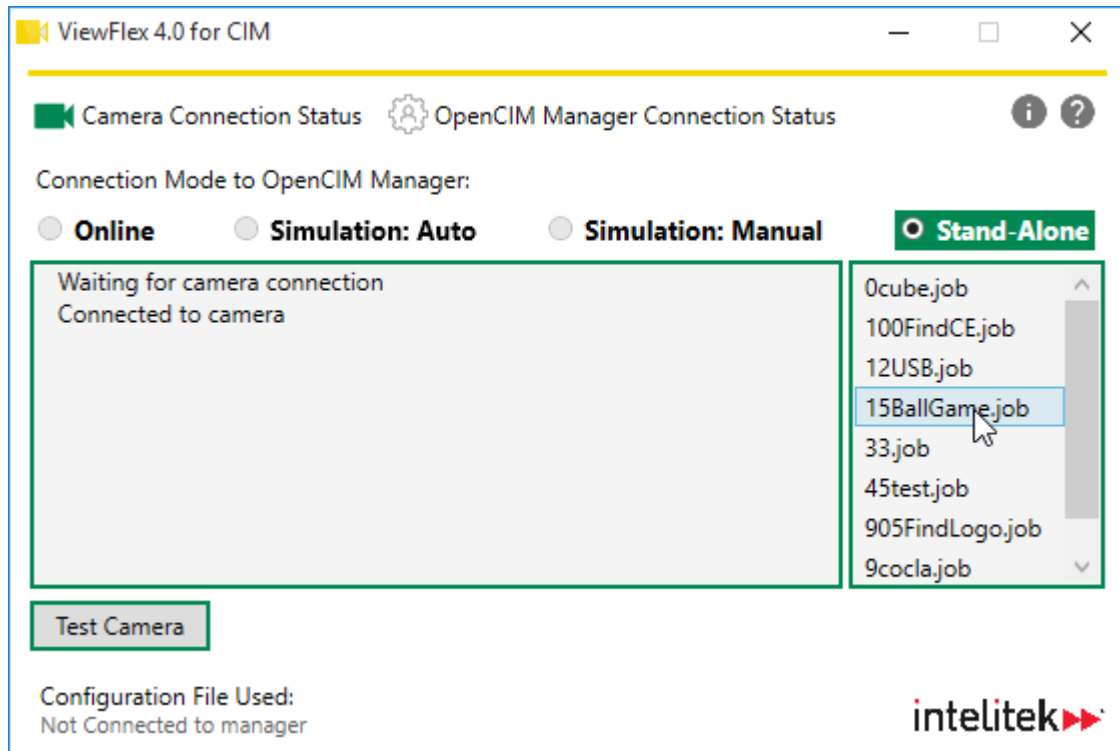 ViewFlex 4.0 for CIM
Camera Connection Status OpenCIM Manager Connection Status i ?
Connection Mode to OpenCIM Manager:
Online Simulation: Auto Simulation: Manual Stand-Alone
Waiting for camera connection
Connected to camera
0cube.job
100FindCE.job
12USB.job
15BallGame.job
33.job
45test.job
905FindLogo.job
9cocla.job
Test Camera
Configuration File Used:
Not Connected to manager
intelitek